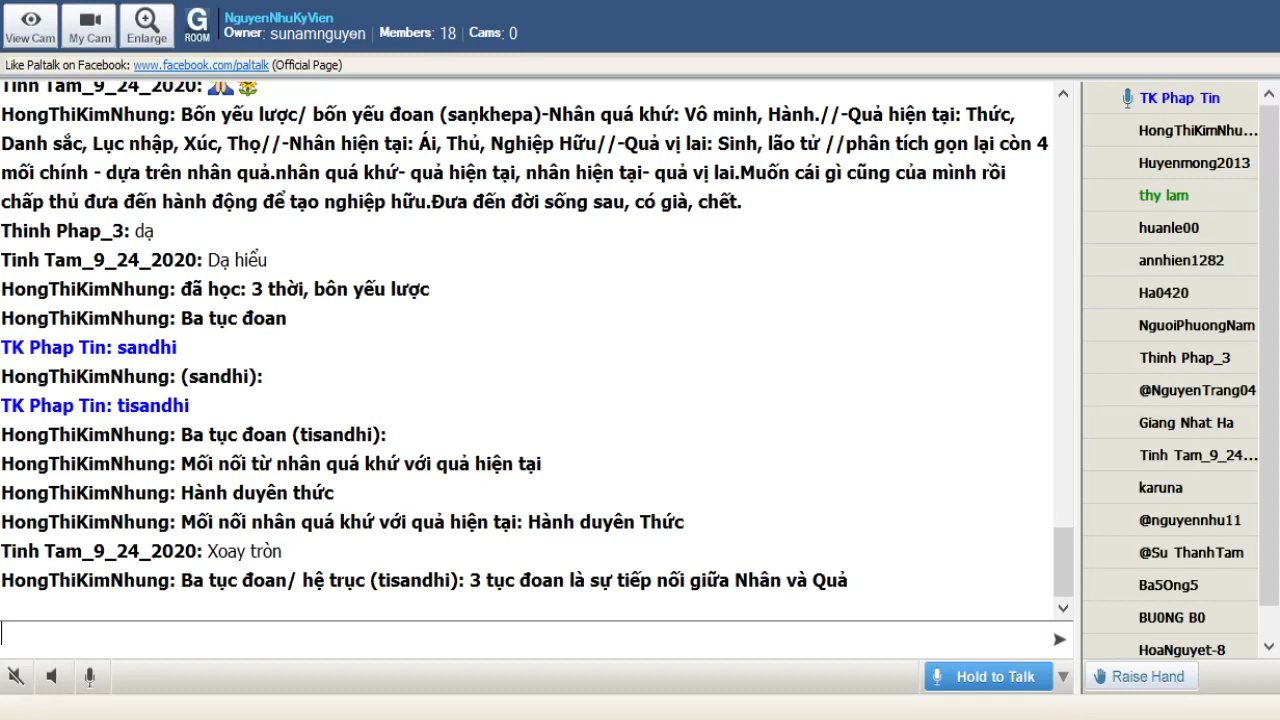 View Cam
My Cam
Enlarge
G
ROOM
NguyenNhuKyVien
Owner: sunamnguyen | Members: 18 | Cams: 0
Like Paltalk on Facebook: www.facebook.com/paltalk (Official Page)
Tinh Tam_9_24_2020: 🙏🌻
HongThiKimNhung: Bốn yếu lược/ bốn yếu đoan (saṇkhepa)-Nhân quá khứ: Vô minh, Hành.//-Quả hiện tại: Thức,
Danh sắc, Lục nhập, Xúc, Thọ//-Nhân hiện tại: Ái, Thủ, Nghiệp Hữu//-Quả vị lai: Sinh, lão tử //phân tích gọn lại còn 4
mối chính - dựa trên nhân quả.nhân quá khứ- quả hiện tại, nhân hiện tại- quả vị lai.Muốn cái gì cũng của mình rồi
chấp thủ đưa đến hành động để tạo nghiệp hữu.Đưa đến đời sống sau, có già, chết.
Thinh Phap_3: dạ
Tinh Tam_9_24_2020: Dạ hiểu
HongThiKimNhung: đã học: 3 thời, bôn yếu lược
HongThiKimNhung: Ba tục đoan
TK Phap Tin: sandhi
HongThiKimNhung: (sandhi):
TK Phap Tin: tisandhi
HongThiKimNhung: Ba tục đoan (tisandhi):
HongThiKimNhung: Mối nối từ nhân quá khứ với quả hiện tại
HongThiKimNhung: Hành duyên thức
HongThiKimNhung: Mối nối nhân quá khứ với quả hiện tại: Hành duyên Thức
Tinh Tam_9_24_2020: Xoay tròn
HongThiKimNhung: Ba tục đoan/ hệ trục (tisandhi): 3 tục đoan là sự tiếp nối giữa Nhân và Quả
TK Phap Tin
HongThiKimNhu...
Huyenmong2013
thy lam
huanle00
annhien1282
Ha0420
NguoiPhuongNam
Thinh Phap_3
@NguyenTrang04
Giang Nhat Ha
Tinh Tam_9_24...
karuna
@nguyennhu11
@Su ThanhTam
Ba5Ong5
BU0NG B0
HoaNguyet-8
Hold to Talk
Raise Hand